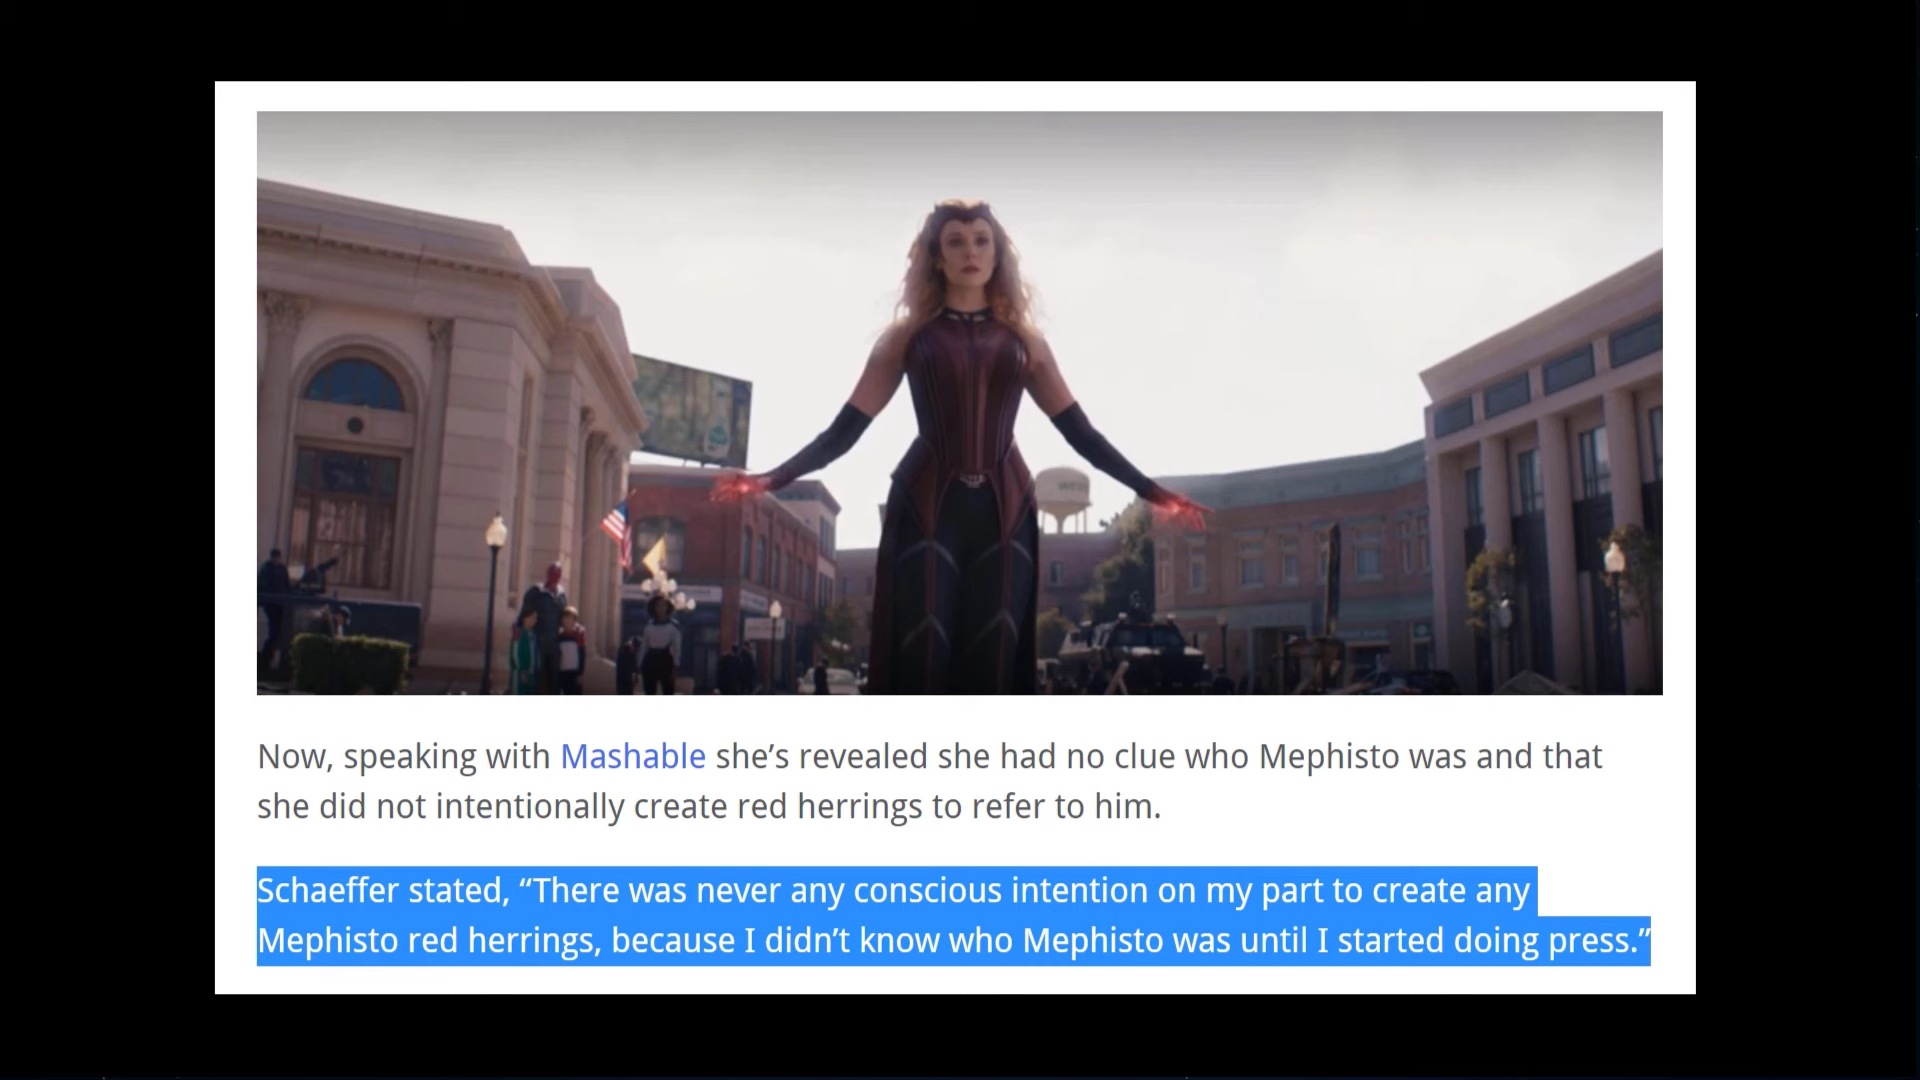 Now, speaking with Mashable she’s revealed she had no clue who Mephisto was and that
she did not intentionally create red herrings to refer to him.
Schaeffer stated, “There was never any conscious intention on my part to create any
Mephisto red herrings, because I didn’t know who Mephisto was until I started doing press.”